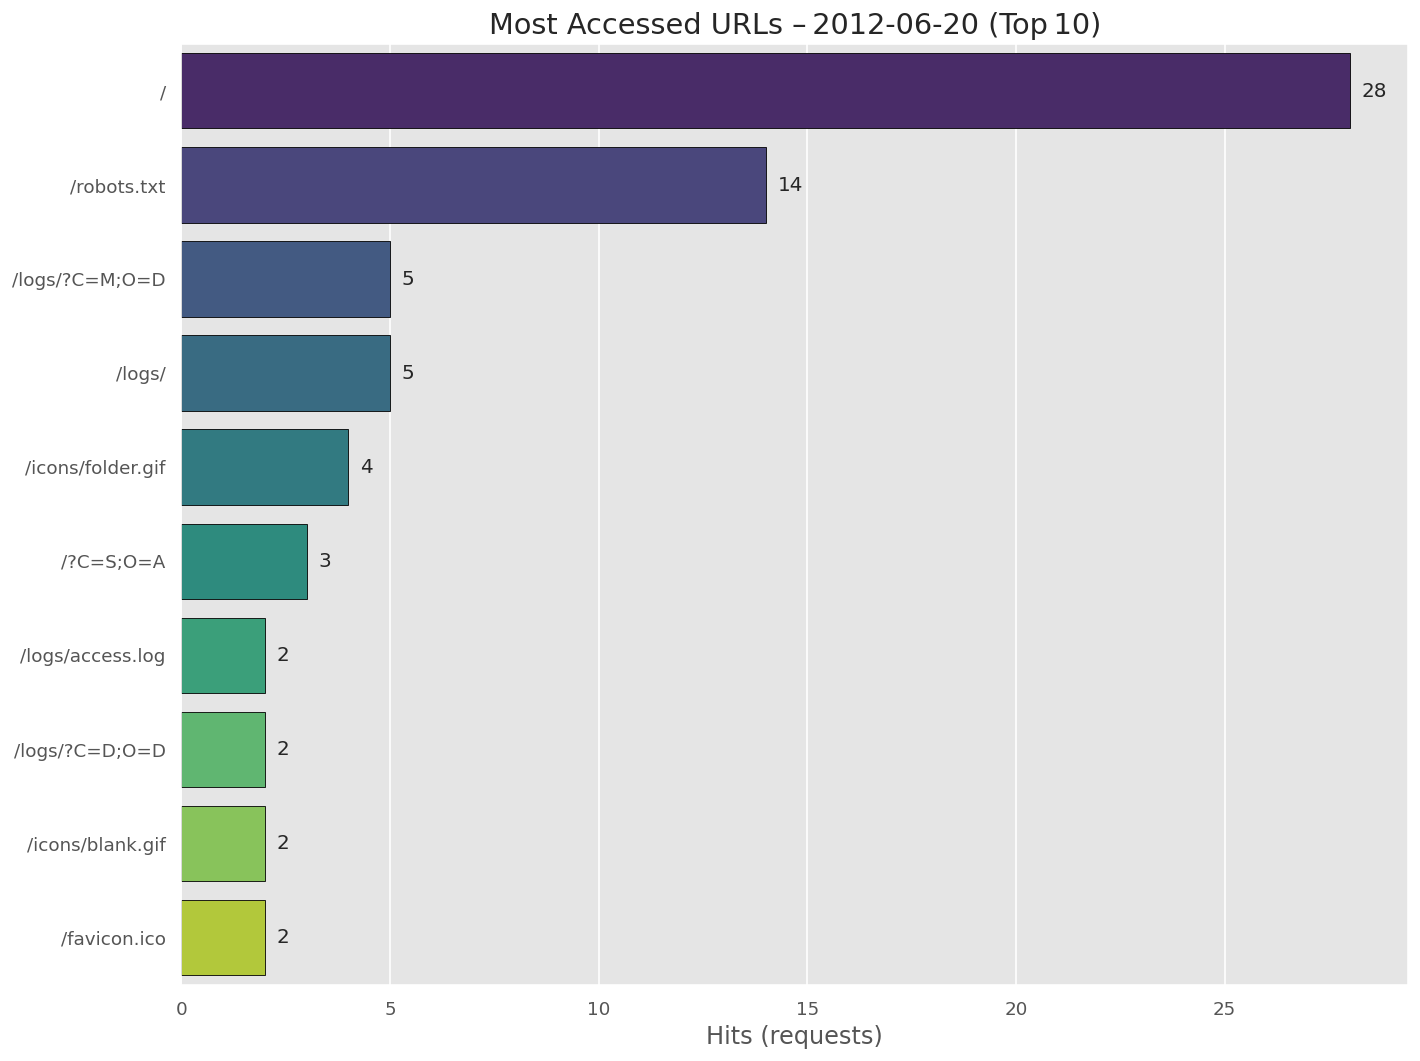 Most Accessed URLs – 2012-06-20 (Top 10)
/ 28
/robots.txt 14
/logs/?C=M;O=D 5
/logs/ 5
/icons/folder.gif 4
/?C=S;O=A 3
/logs/access.log 2
/logs/?C=D;O=D 2
/icons/blank.gif 2
/favicon.ico 2
0 5 10 15 20 25
Hits (requests)